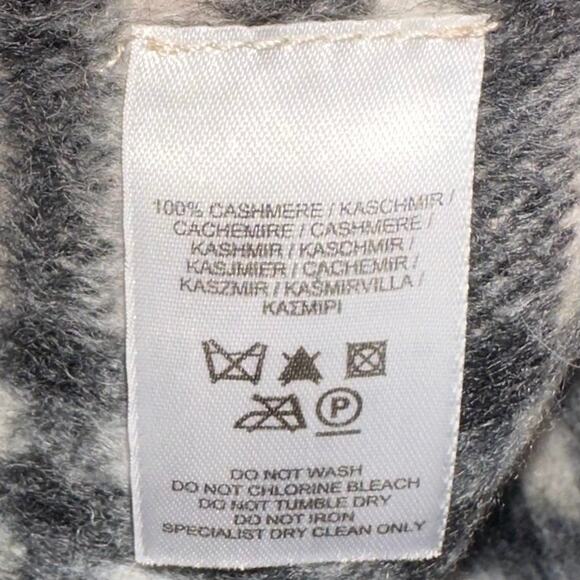 100% CASHMERE / KASCHMIR /
CACHEMIRE / CASHMERE /
KASHMIR / KASCHMIR /
KASJMIER / CACHEMIR /
KASZMIR / KAŠMIRVILLA /
ΚΑΣΜΙΡΙ
P
DO NOT WASH
DO NOT CHLORINE BLEACH
DO NOT TUMBLE DRY
DO NOT IRON
SPECIALIST DRY CLEAN ONLY